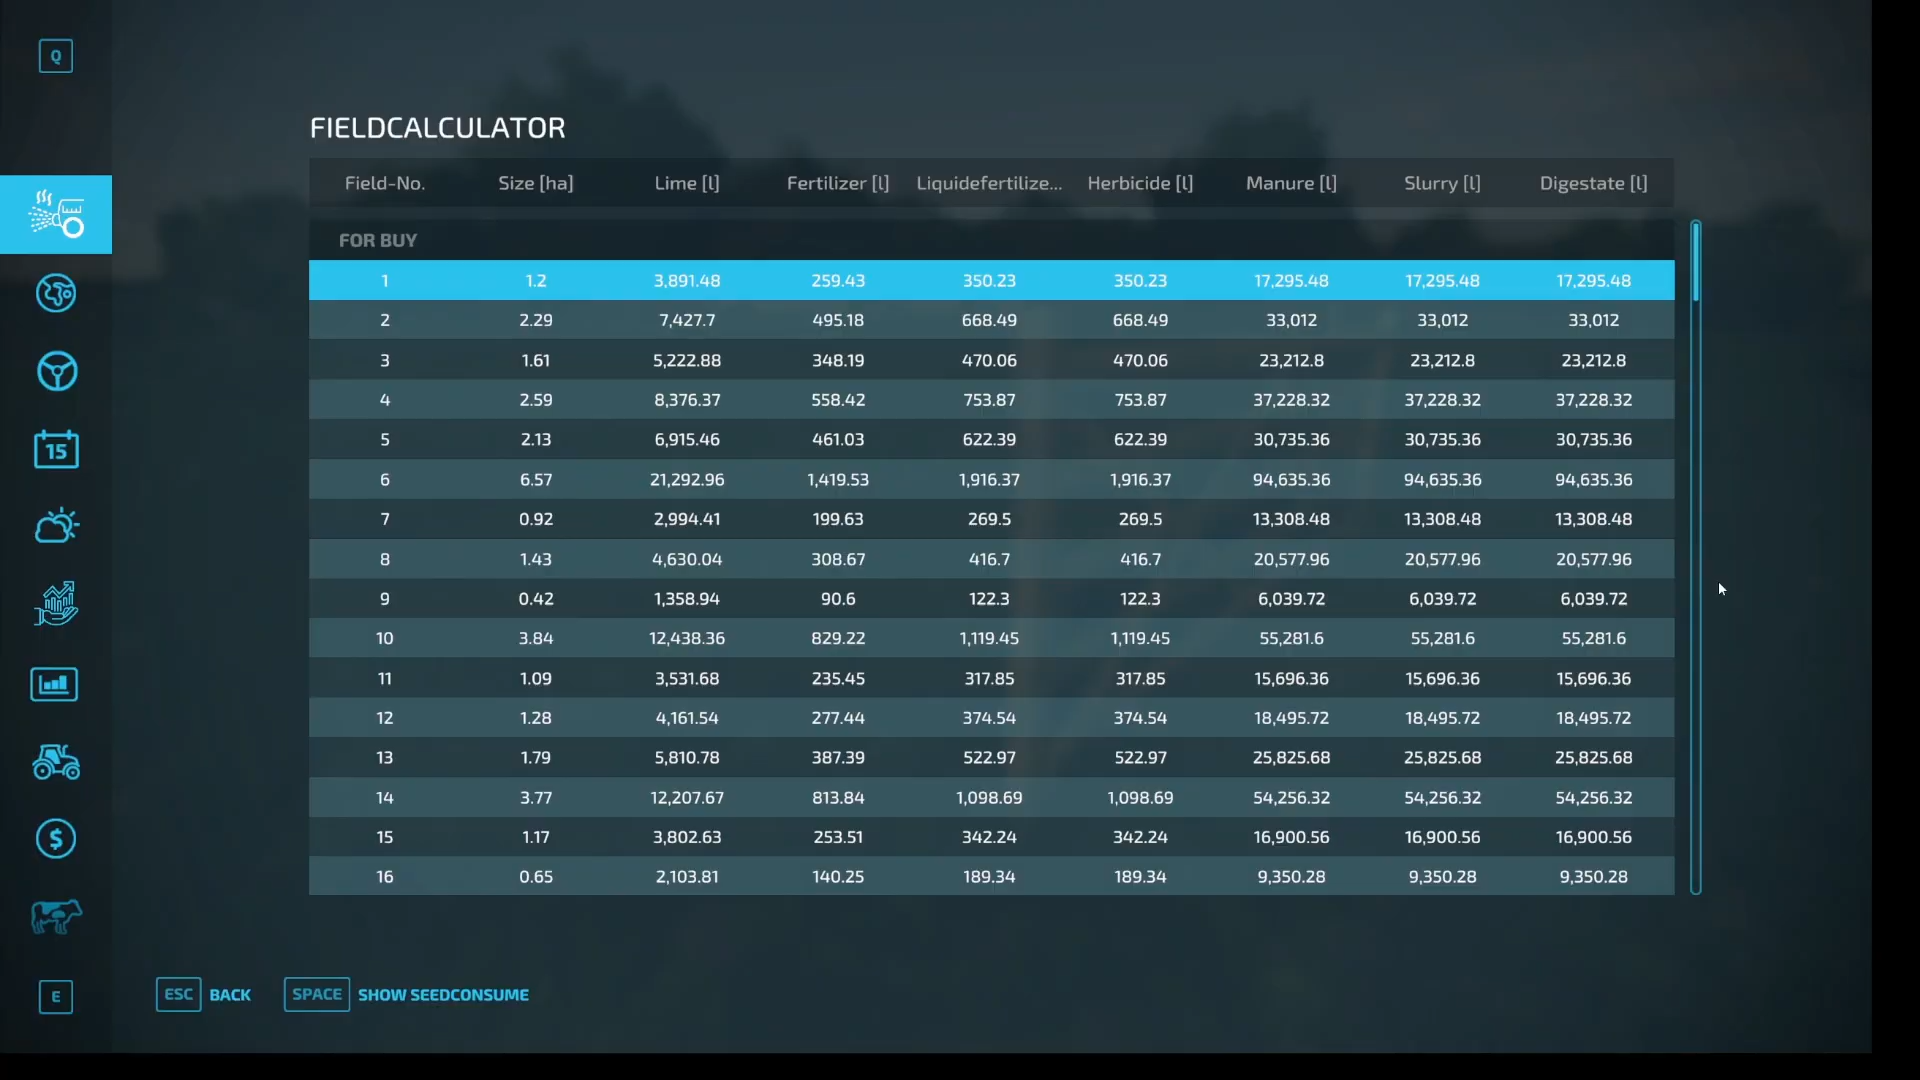 Q
FIELDCALCULATOR
Field-No. Size [ha] Lime [l] Fertilizer [l] Liquidefertilize... Herbicide [l] Manure [l] Slurry [l] Digestate [l]
FOR BUY
1 1.2 3,891.48 259.43 350.23 350.23 17,295.48 17,295.48 17,295.48
2 2.29 7,427.7 495.18 668.49 668.49 33,012 33,012 33,012
3 1.61 5,222.88 348.19 470.06 470.06 23,212.8 23,212.8 23,212.8
4 2.59 8,376.37 558.42 753.87 753.87 37,228.32 37,228.32 37,228.32
5 2.13 6,915.46 461.03 622.39 622.39 30,735.36 30,735.36 30,735.36
15
6 6.57 21,292.96 1,419.53 1,916.37 1,916.37 94,635.36 94,635.36 94,635.36
7 0.92 2,994.41 199.63 269.5 269.5 13,308.48 13,308.48 13,308.48
8 1.43 4,630.04 308.67 416.7 416.7 20,577.96 20,577.96 20,577.96
9 0.42 1,358.94 90.6 122.3 122.3 6,039.72 6,039.72 6,039.72
10 3.84 12,438.36 829.22 1,119.45 1,119.45 55,281.6 55,281.6 55,281.6
11 1.09 3,531.68 235.45 317.85 317.85 15,696.36 15,696.36 15,696.36
12 1.28 4,161.54 277.44 374.54 374.54 18,495.72 18,495.72 18,495.72
13 1.79 5,810.78 387.39 522.97 522.97 25,825.68 25,825.68 25,825.68
14 3.77 12,207.67 813.84 1,098.69 1,098.69 54,256.32 54,256.32 54,256.32
15 1.17 3,802.63 253.51 342.24 342.24 16,900.56 16,900.56 16,900.56
16 0.65 2,103.81 140.25 189.34 189.34 9,350.28 9,350.28 9,350.28
E
ESC BACK SPACE SHOW SEEDCONSUME